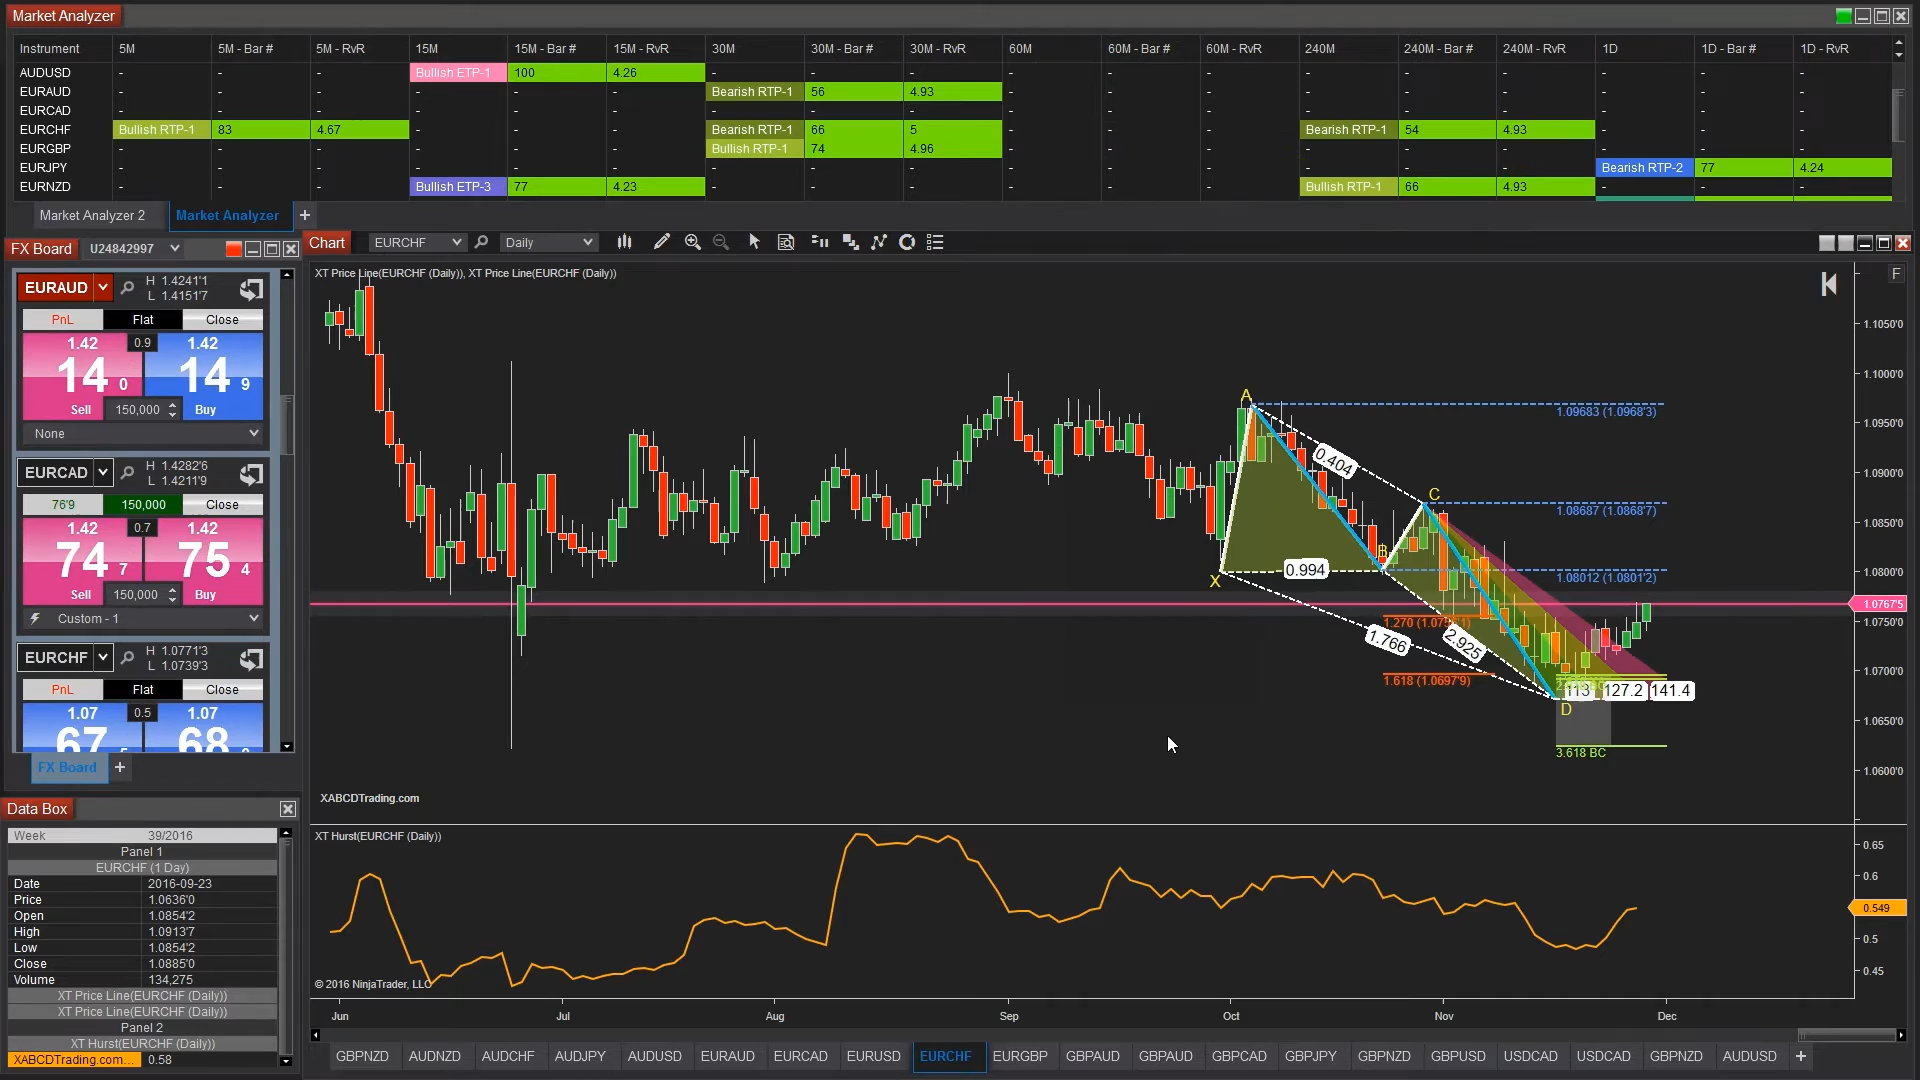 Market Analyzer
Instrument 5M 5M - Bar # 5M - RvR 15M 15M - Bar # 15M - RvR 30M 30M - Bar # 30M - RvR 60M 60M - Bar # 60M - RvR 240M 240M - Bar # 240M - RvR 1D 1D - Bar # 1D - RvR
AUDUSD - - - Bullish ETP-1 100 4.26 - - - - - - - - - - - -
EURAUD - - - - - - Bearish RTP-1 56 4.93 - - - - - - - - -
EURCAD - - - - - - - - - - - - - - - - - -
EURCHF Bullish RTP-1 83 4.67 - - - Bearish RTP-1 66 5 - - - Bearish RTP-1 54 4.93 - - -
EURGBP - - - - - - Bullish RTP-1 74 4.96 - - - - - - - - -
EURJPY - - - - - - - - - - - - - - - Bearish RTP-2 77 4.24
EURNZD - - - Bullish ETP-3 77 4.23 - - - - - - Bullish RTP-1 66 4.93 - - -
Market Analyzer 2 Market Analyzer +
FX Board U24842997
EURAUD H 1.4241'1
L 1.4151'7
PnL Flat Close
1.42 0.9 1.42
14 0 14 9
Sell 150,000 Buy
None
EURCAD H 1.4282'6
L 1.4211'9
76'9 150,000 Close
1.42 0.7 1.42
74 7 75 4
Sell 150,000 Buy
Custom - 1
EURCHF H 1.0771'3
L 1.0739'3
PnL Flat Close
1.07 0.5 1.07
67 68
FX Board +
Data Box
Week 39/2016
Panel 1
EURCHF (1 Day)
Date 2016-09-23
Price 1.0636'0
Open 1.0854'2
High 1.0913'7
Low 1.0854'2
Close 1.0885'0
Volume 134,275
XT Price Line(EURCHF (Daily))
XT Price Line(EURCHF (Daily))
Panel 2
XT Hurst(EURCHF (Daily))
XABCDTrading.com... 0.58
Chart EURCHF Daily
XT Price Line(EURCHF (Daily)), XT Price Line(EURCHF (Daily))
F
1.1050'0
1.1000'0
1.0950'0
1.0900'0
1.0850'0
1.0800'0
1.0767'5
1.0750'0
1.0700'0
1.0650'0
1.0600'0
A
1.09683 (1.0968'3)
0.404
C
1.08687 (1.0868'7)
B
0.994
X
1.08012 (1.0801'2)
1.766
2.925
1.618 (1.0697'9)
113 127.2 141.4
D
3.618 BC
XABCDTrading.com
XT Hurst(EURCHF (Daily))
0.65
0.6
0.549
0.5
0.45
© 2016 NinjaTrader, LLC
Jun Jul Aug Sep Oct Nov Dec
GBPNZD AUDNZD AUDCHF AUDJPY AUDUSD EURAUD EURCAD EURUSD EURCHF EURGBP GBPAUD GBPAUD GBPCAD GBPJPY GBPNZD GBPUSD USDCAD USDCAD GBPNZD AUDUSD +